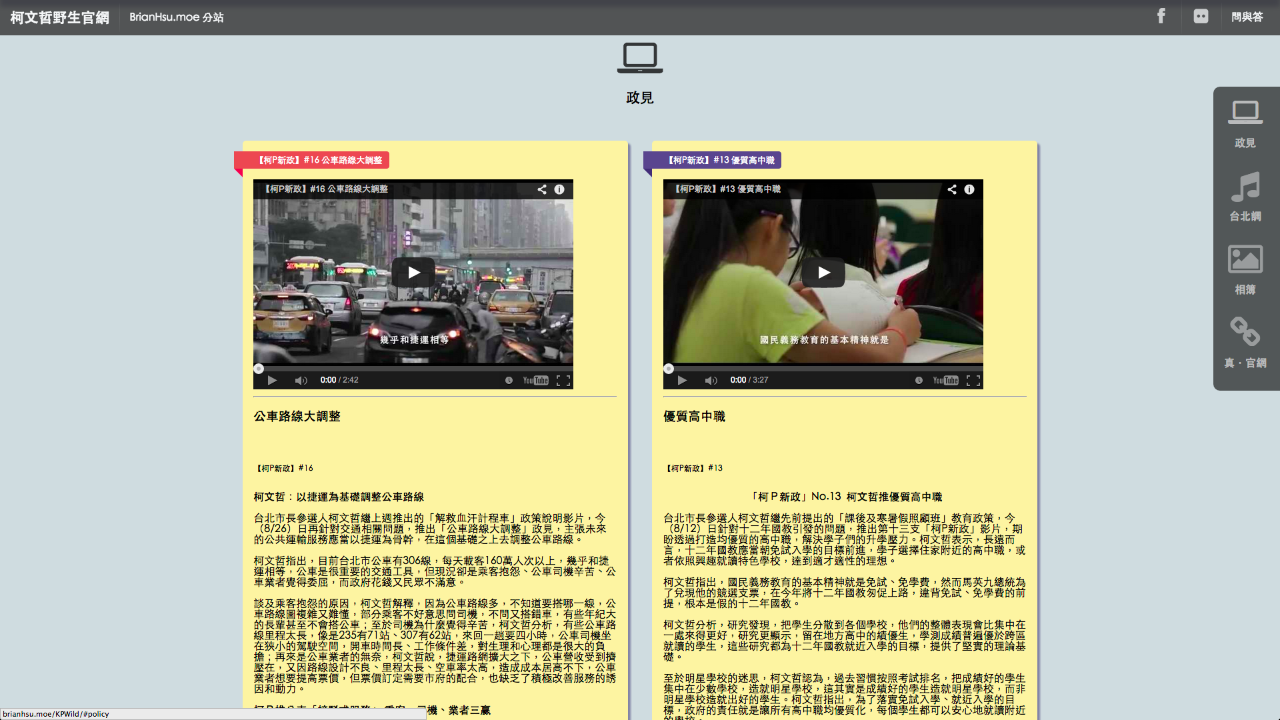 柯文哲野生官網
BrianHsu.moe 分站
問與答
政見
政見
台北調
相簿
真・官網
【柯P新政】#16 公車路線大調整
【柯P新政】#16 公車路線大調整
幾乎和捷運相等
0:00 / 2:42
YouTube
公車路線大調整
【柯P新政】#16
柯文哲：以捷運為基礎調整公車路線
台北市長參選人柯文哲繼上週推出的「解救血汗計程車」政策說明影片，今
（8/26）日再針對交通相關問題，推出「公車路線大調整」政見，主張未來
的公共運輸服務應當以捷運為骨幹，在這個基礎之上去調整公車路線。
柯文哲指出，目前台北市公車有306線，每天載客160萬人次以上，幾乎和捷
運相等，公車是很重要的交通工具，但現況卻是乘客抱怨、公車司機辛苦、公
車業者覺得委屈，而政府花錢又民眾不滿意。
談及乘客抱怨的原因，柯文哲解釋，因為公車路線多，不知道要搭哪一線，公
車路線圖複雜又難懂，部分乘客不好意思問司機，不問又搭錯車，有些年紀大
的長輩甚至不會搭公車；至於司機為什麼覺得辛苦，柯文哲分析，有些公車路
線里程太長，像是235有71站、307有62站，來回一趟要四小時，公車司機坐
在狹小的駕駛空間，開車時間長、工作條件差，對生理和心理都是很大的負
擔；再來是公車業者的無奈，柯文哲說，捷運路網擴大之下，公車營收受到擠
壓在，又因路線設計不良、里程太長、空車率太高，造成成本居高不下，公車
業者想要提高票價，但票價訂定需要市府的配合，也缺乏了積極改善服務的誘
因和動力。
【柯P新政】#13 優質高中職
【柯P新政】#13 優質高中職
國民義務教育的基本精神就是
0:00 / 3:27
YouTube
優質高中職
【柯P新政】#13
「柯Ｐ新政」No.13 柯文哲推優質高中職
台北市長參選人柯文哲繼先前提出的「課後及寒暑假照顧班」教育政策，今
（8/12）日針對十二年國教引發的問題，推出第十三支「柯P新政」影片，期
盼透過打造均優質的高中職，解決學子們的升學壓力。柯文哲表示，長遠而
言，十二年國教應當朝免試入學的目標前進，學子選擇住家附近的高中職，或
者依照興趣就讀特色學校，達到適才適性的理想。
柯文哲指出，國民義務教育的基本精神就是免試、免學費，然而馬英九總統為
了兌現他的競選支票，在今年將十二年國教匆促上路，違背免試、免學費的前
提，根本是假的十二年國教。
柯文哲分析，研究發現，把學生分散到各個學校，他們的整體表現會比集中在
一處來得更好，研究更顯示，留在地方高中的績優生，學測成績普遍優於跨區
就讀的學生，這些研究都為十二年國教就近入學的目標，提供了堅實的理論基
礎。
至於明星學校的迷思，柯文哲認為，過去習慣按照考試排名，把成績好的學生
集中在少數學校，造就明星學校，這其實是成績好的學生造就明星學校，而非
明星學校造就出好的學生。柯文哲指出，為了落實免試入學、就近入學的目
標，政府的責任就是讓所有高中職均優質化，每個學生都可以安心地就讀附近
brianhsu.moe/KPWild/#policy